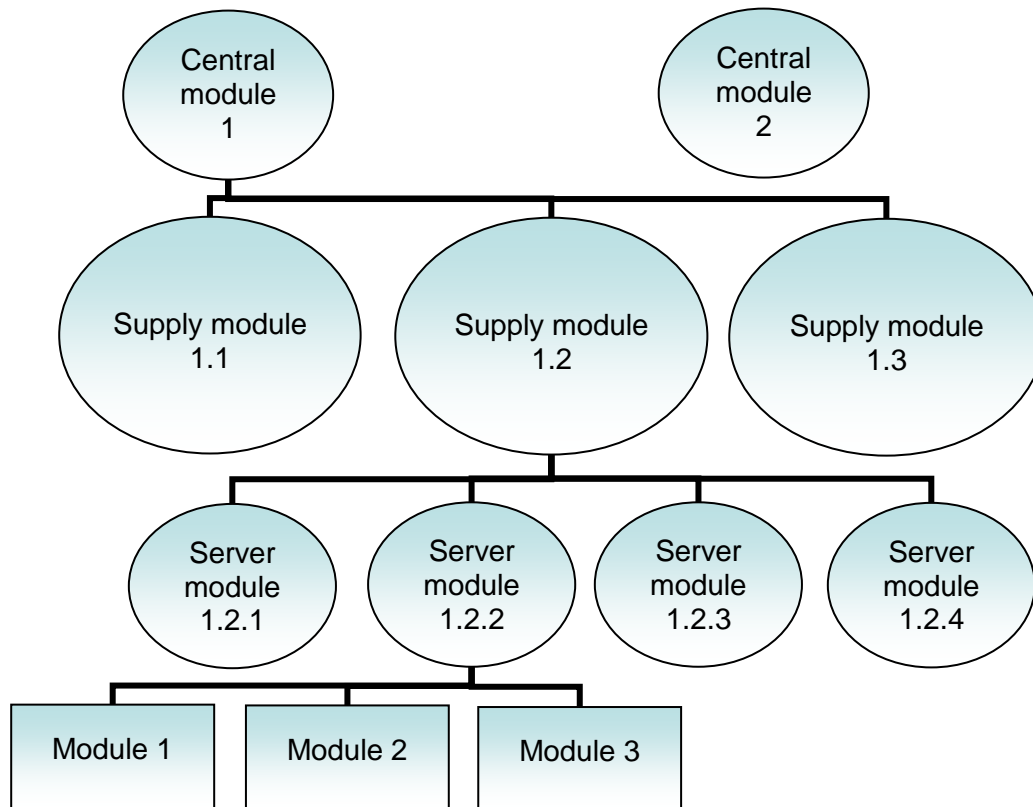 Central
module
1
Central
module
2
Supply module
1.1
Supply module
1.2
Supply module
1.3
Server
module
1.2.1
Server
module
1.2.2
Server
module
1.2.3
Server
module
1.2.4
Module 1
Module 2
Module 3